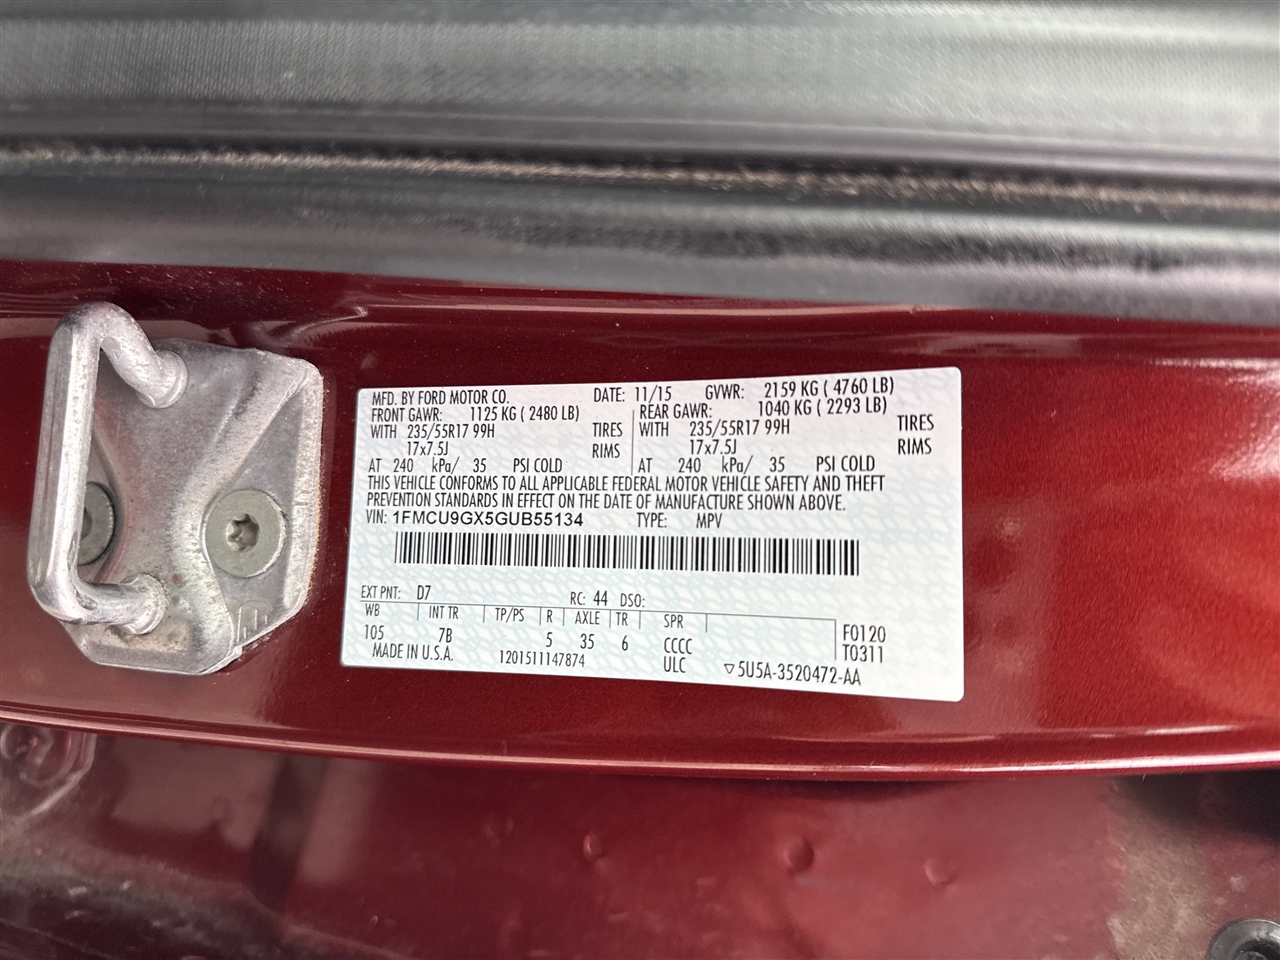 MFD. BY FORD MOTOR CO. DATE: 11/15 GVWR: 2159 KG ( 4760 LB)
FRONT GAWR: 1125 KG ( 2480 LB) REAR GAWR: 1040 KG ( 2293 LB)
WITH 235/55R17 99H TIRES WITH 235/55R17 99H TIRES
17x7.5J RIMS 17x7.5J RIMS
AT 240 kPa/ 35 PSI COLD AT 240 kPa/ 35 PSI COLD
THIS VEHICLE CONFORMS TO ALL APPLICABLE FEDERAL MOTOR VEHICLE SAFETY AND THEFT
PREVENTION STANDARDS IN EFFECT ON THE DATE OF MANUFACTURE SHOWN ABOVE.
VIN: 1FMCU9GX5GUB55134 TYPE: MPV
EXT PNT: D7 RC: 44 DSO:
WB INT TR TP/PS R AXLE TR SPR
105 7B 5 35 6 CCCC F0120
MADE IN U.S.A. 1201511147874 ULC ▽5U5A-3520472-AA T0311